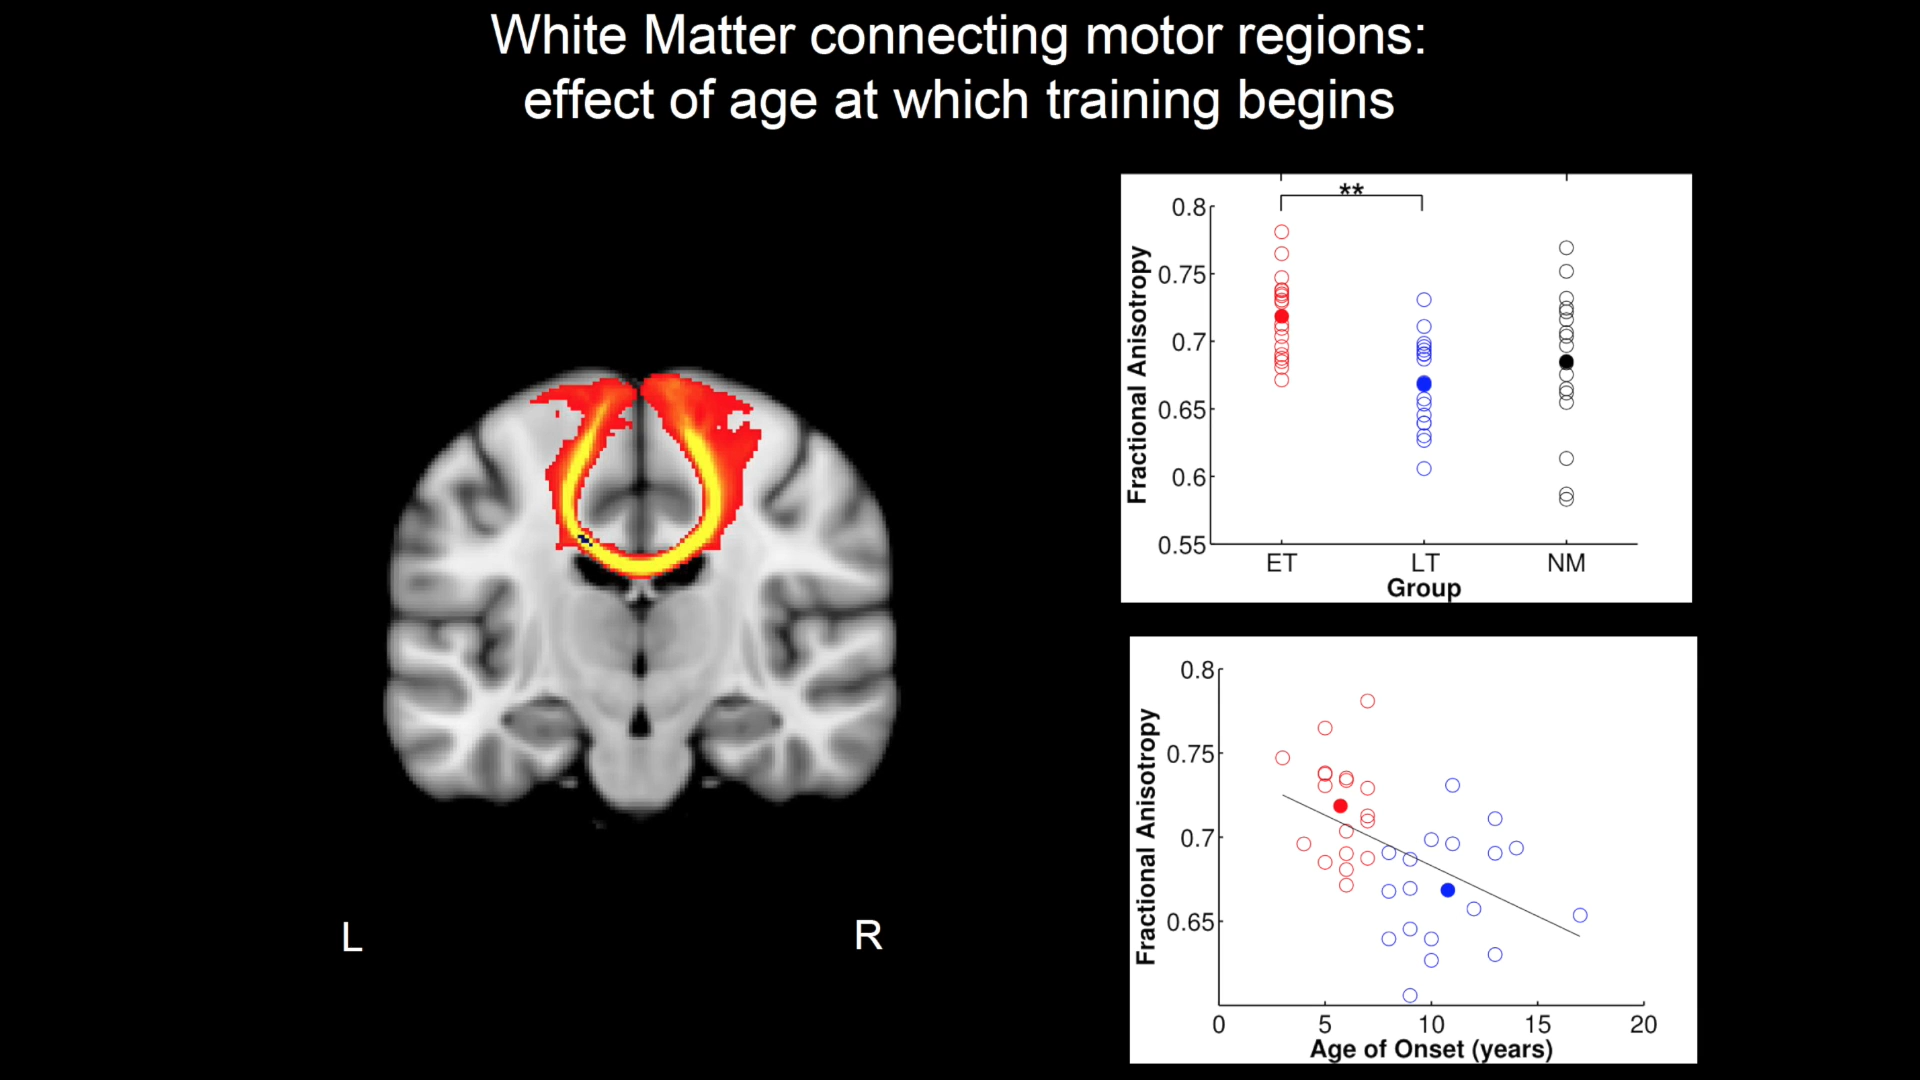 White Matter connecting motor regions:
effect of age at which training begins
**
0.8
0.75
0.7
0.65
0.6
0.55
Fractional Anisotropy
ET LT NM
Group
0.8
0.75
0.7
0.65
Fractional Anisotropy
0 5 10 15 20
Age of Onset (years)
L R